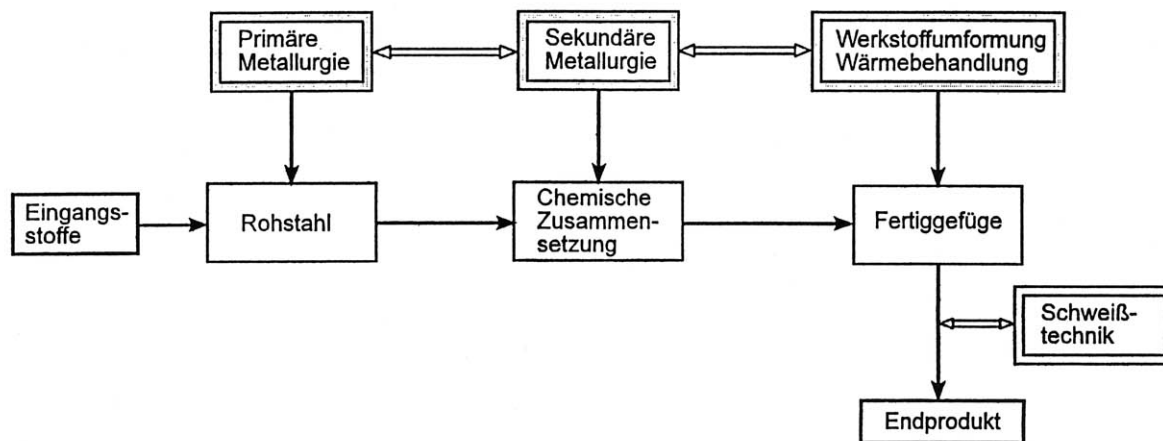 Primäre
Metallurgie
Sekundäre
Metallurgie
Werkstoffumformung
Wärmebehandlung
Eingangs-
stoffe
Rohstahl
Chemische
Zusammen-
setzung
Fertiggefüge
Schweiß-
technik
Endprodukt